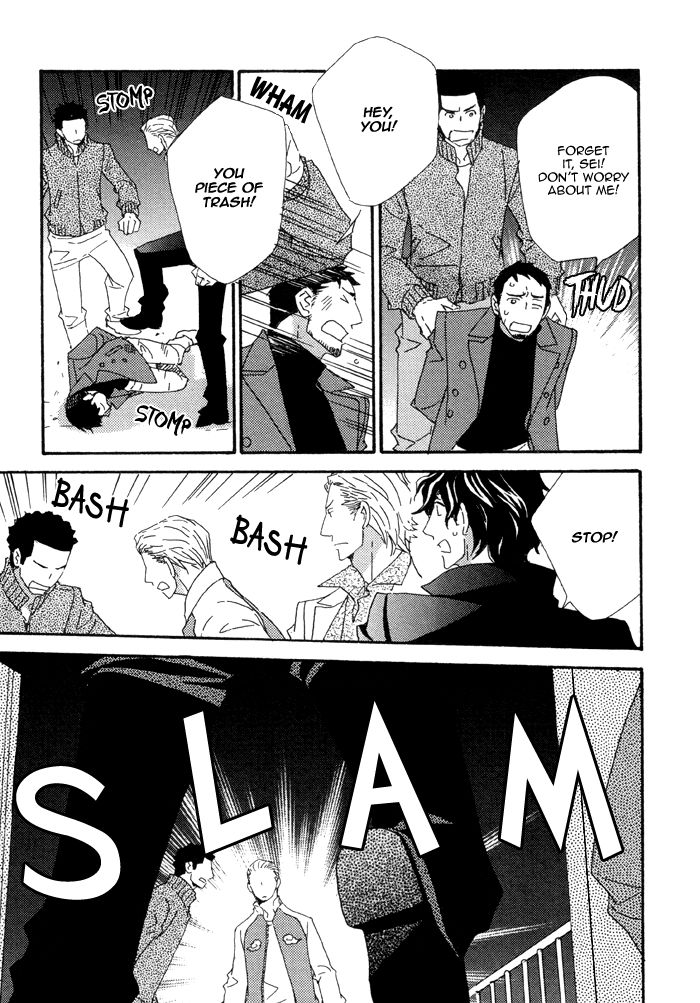 FORGET
IT, SEI!
DON'T WORRY
ABOUT ME!
THUD
HEY,
YOU!
WHAM
YOU
PIECE OF
TRASH!
STOMP
STOMP
STOP!
BASH
BASH
SLAM